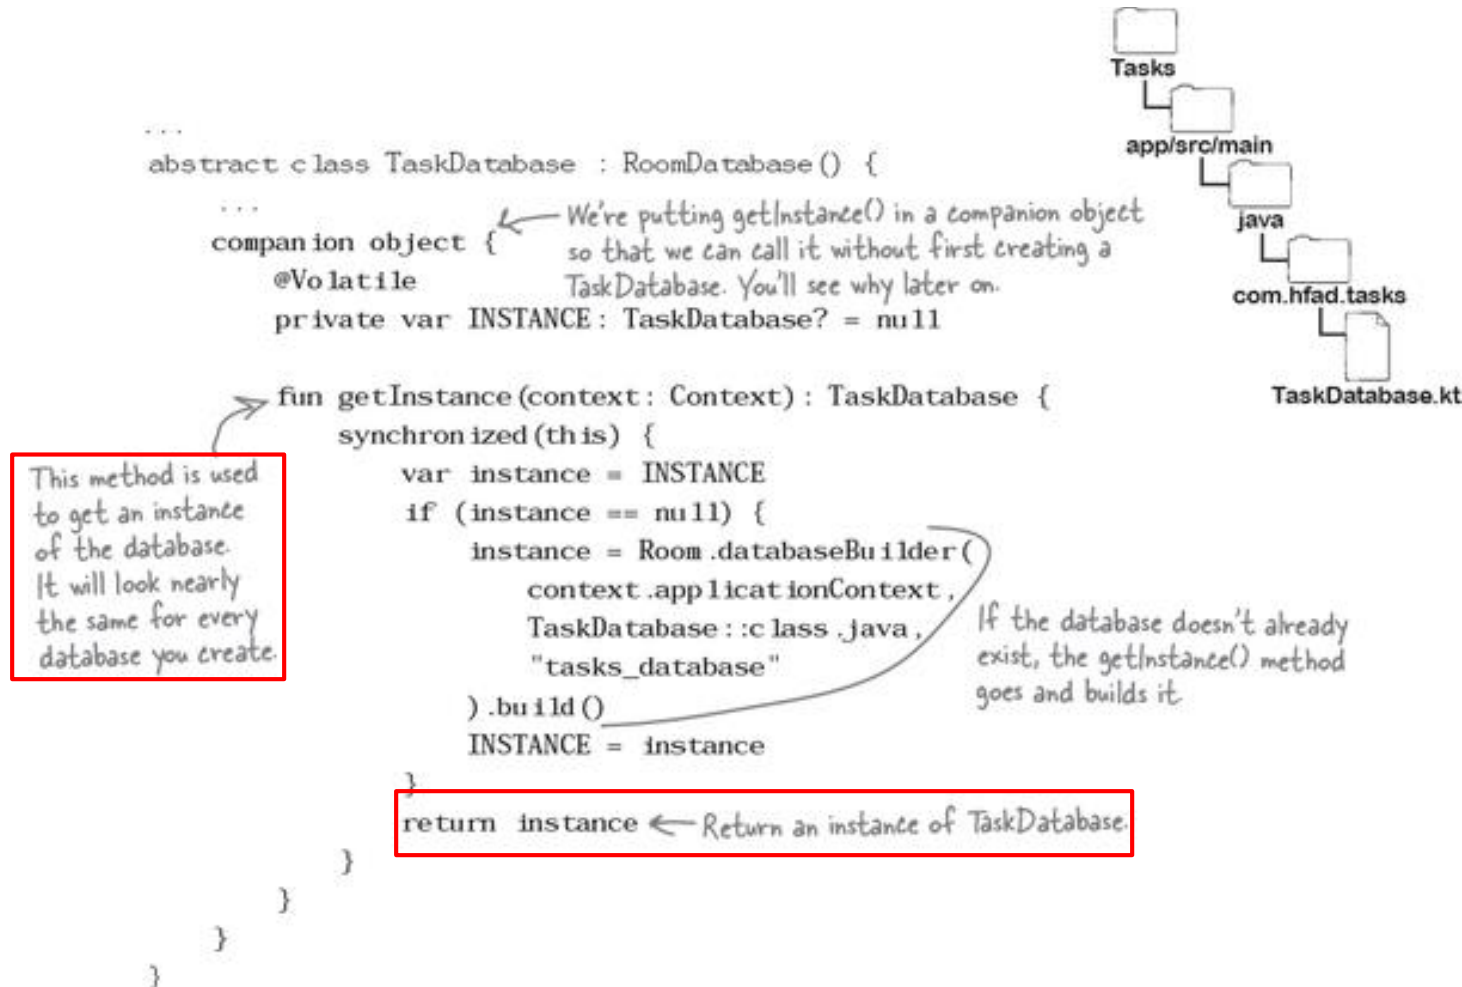 Tasks
app/src/main
java
com.hfad.tasks
TaskDatabase.kt
...
abstract class TaskDatabase : RoomDatabase() {
...
companion object {
We're putting getInstance() in a companion object
so that we can call it without first creating a
TaskDatabase. You'll see why later on.
@Volatile
private var INSTANCE: TaskDatabase? = null
fun getInstance(context: Context): TaskDatabase {
synchronized(this) {
This method is used
to get an instance
of the database.
It will look nearly
the same for every
database you create.
var instance = INSTANCE
if (instance == null) {
instance = Room.databaseBuilder(
context.applicationContext,
TaskDatabase::class.java,
"tasks_database"
).build()
If the database doesn't already
exist, the getInstance() method
goes and builds it.
INSTANCE = instance
}
return instance
Return an instance of TaskDatabase.
}
}
}
}